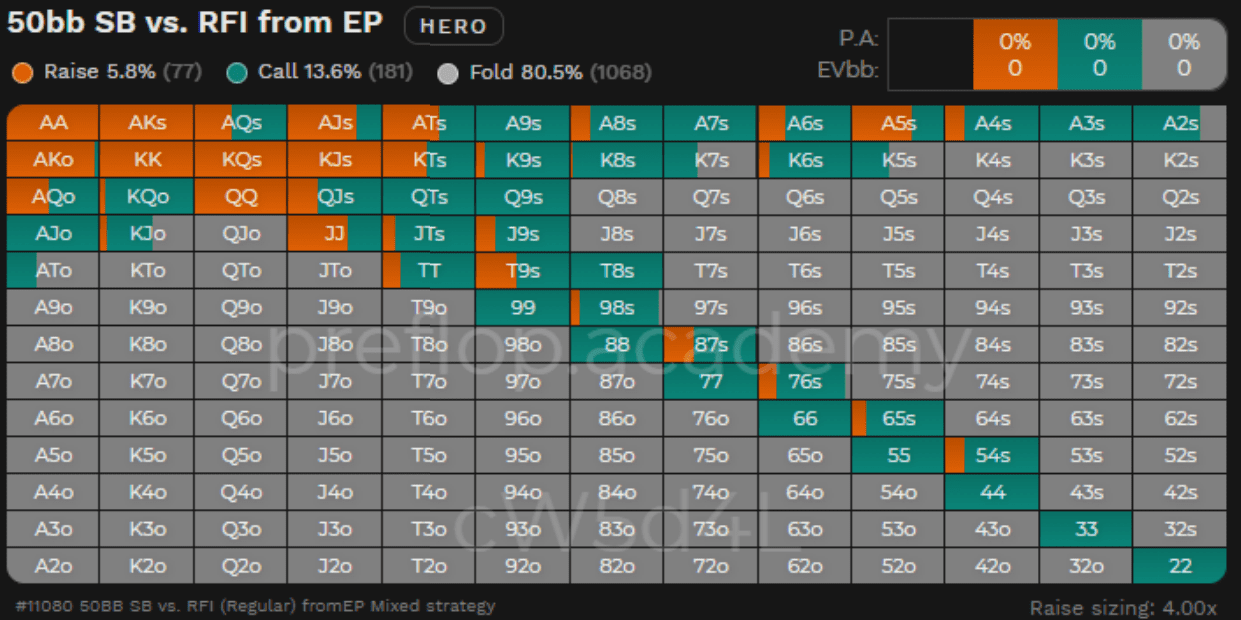 50bb SB vs. RFI from EP HERO
P.A: 0% 0% 0%
Raise 5.8% (77) Call 13.6% (181) Fold 80.5% (1068)
EVbb: 0 0 0
AA AKs AQs AJs ATs A9s A8s A7s A6s A5s A4s A3s A2s
AKo KK KQs KJs KTs K9s K8s K7s K6s K5s K4s K3s K2s
AQo KQo QQ QJs QTs Q9s Q8s Q7s Q6s Q5s Q4s Q3s Q2s
AJo KJo QJo JJ JTs J9s J8s J7s J6s J5s J4s J3s J2s
ATo KTo QTo JTo TT T9s T8s T7s T6s T5s T4s T3s T2s
A9o K9o Q9o J9o T9o 99 98s 97s 96s 95s 94s 93s 92s
preflop.academy
A8o K8o Q8o J8o T8o 98o 88 87s 86s 85s 84s 83s 82s
A7o K7o Q7o J7o T7o 97o 87o 77 76s 75s 74s 73s 72s
A6o K6o Q6o J6o T6o 96o 86o 76o 66 65s 64s 63s 62s
A5o K5o Q5o J5o T5o 95o 85o 75o 65o 55 54s 53s 52s
A4o K4o Q4o J4o T4o 94o 84o 74o 64o 54o 44 43s 42s
cW5d4L
A3o K3o Q3o J3o T3o 93o 83o 73o 63o 53o 43o 33 32s
A2o K2o Q2o J2o T2o 92o 82o 72o 62o 52o 42o 32o 22
#11080 50BB SB vs. RFI (Regular) fromEP Mixed strategy
Raise sizing: 4.00x